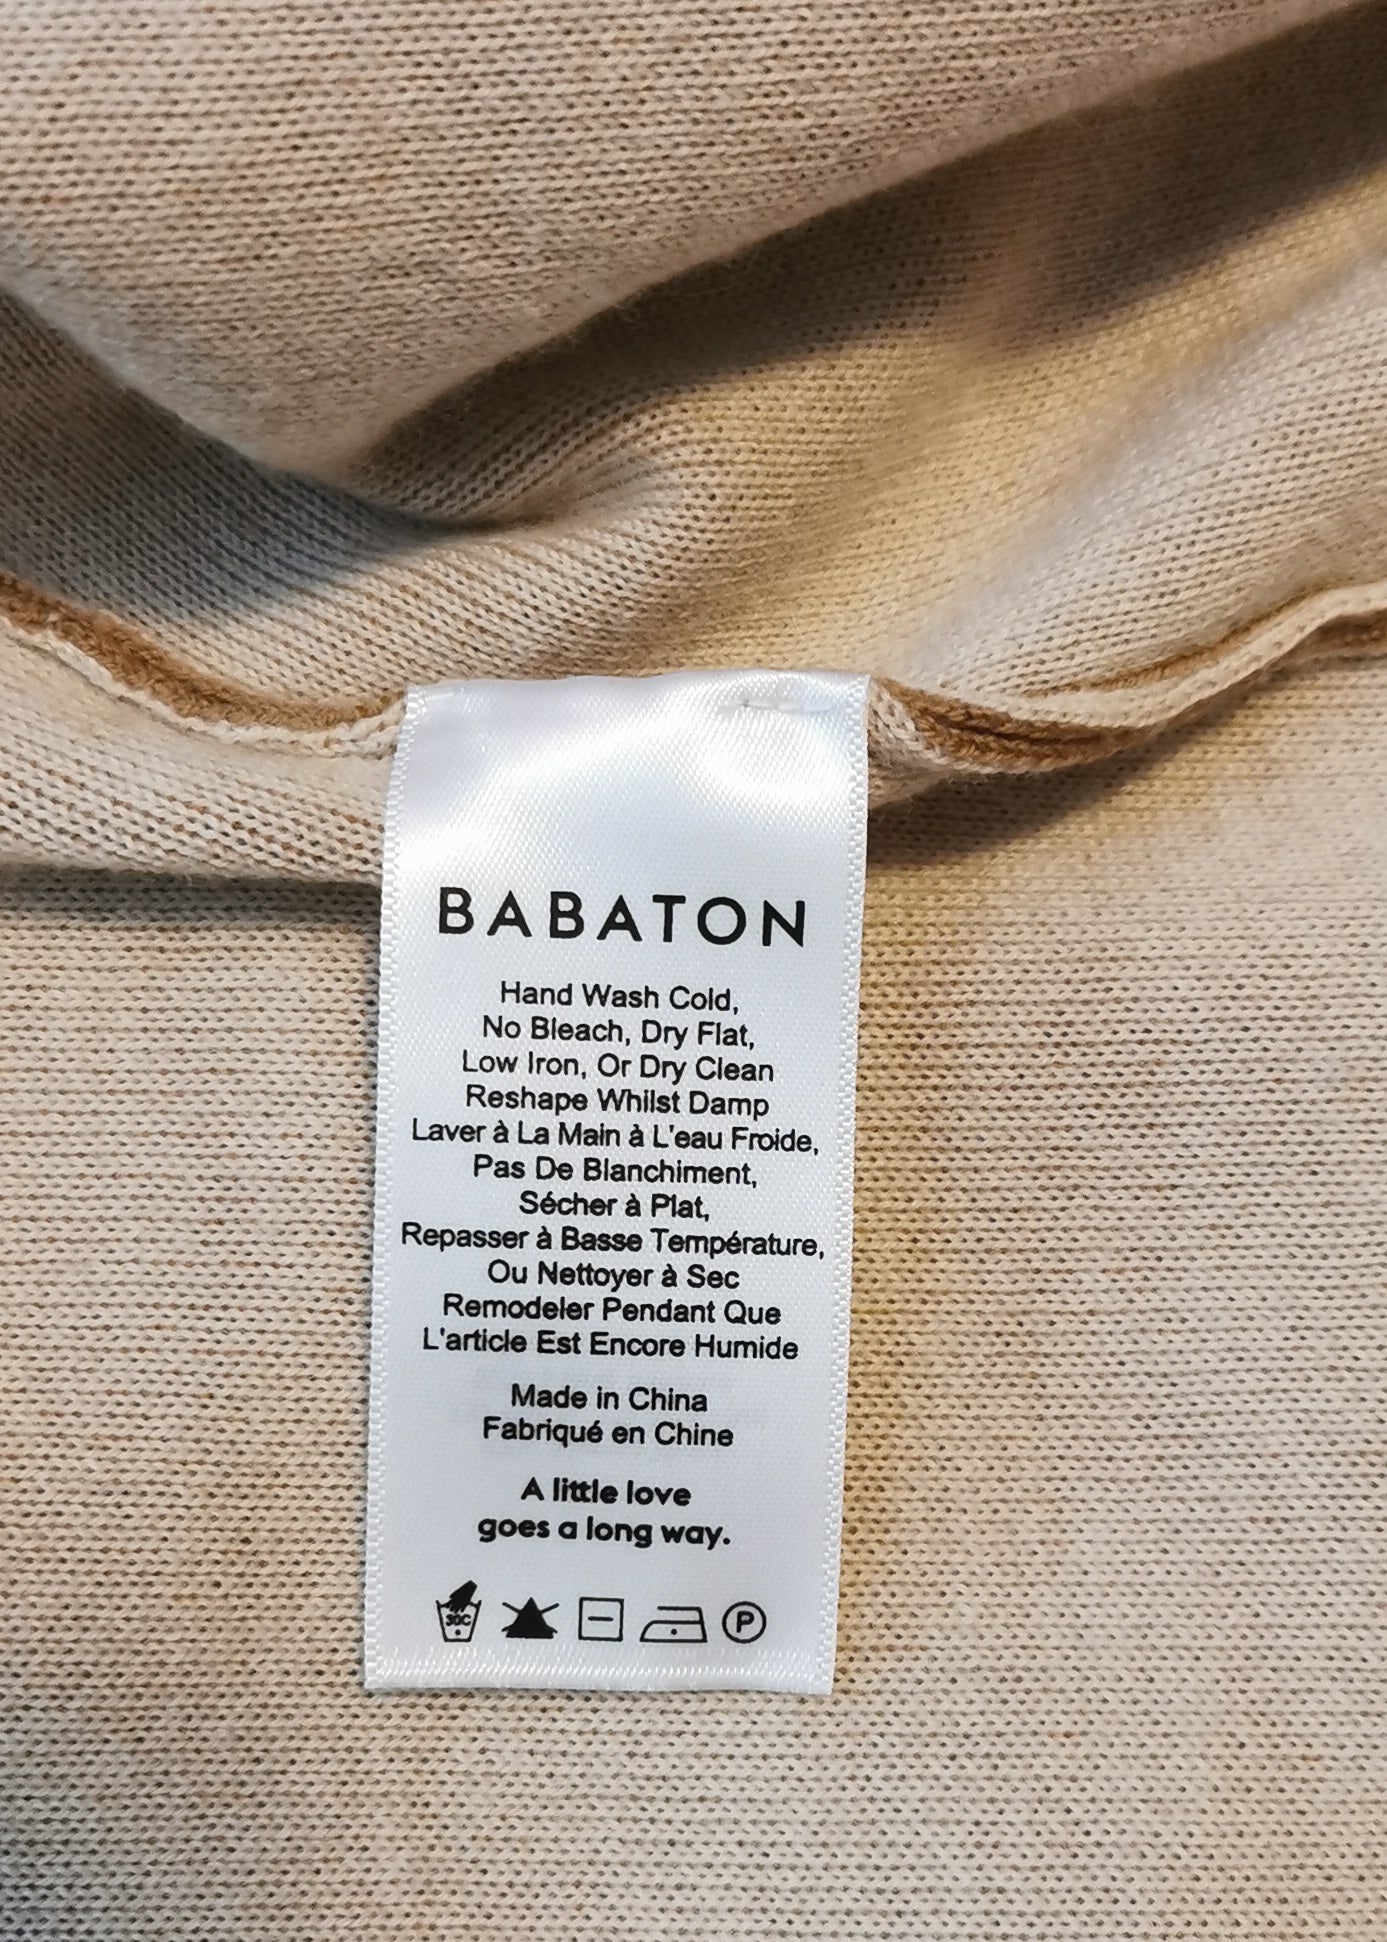 BABATON
Hand Wash Cold,
No Bleach, Dry Flat,
Low Iron, Or Dry Clean
Reshape Whilst Damp
Laver à La Main à L'eau Froide,
Pas De Blanchiment,
Sécher à Plat,
Repasser à Basse Température,
Ou Nettoyer à Sec
Remodeler Pendant Que
L'article Est Encore Humide
Made in China
Fabriqué en Chine
A little love
goes a long way.
30C P